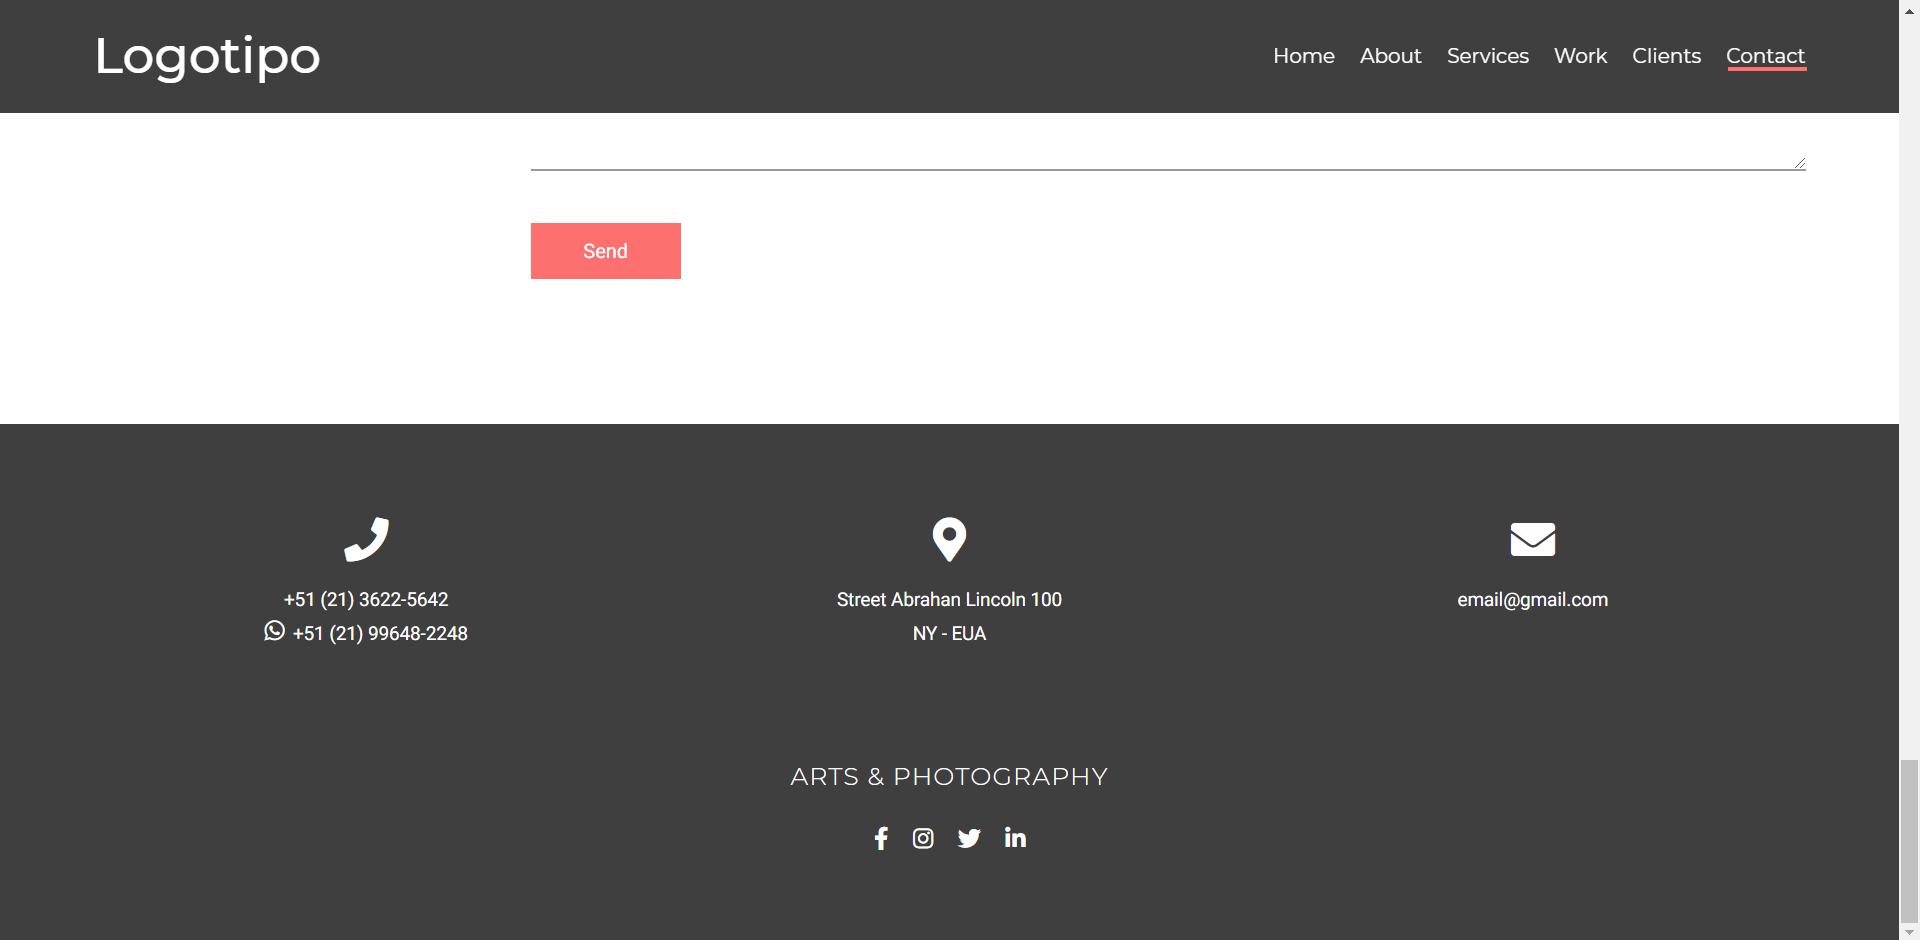 Logotipo
Home About Services Work Clients Contact
Send
+51 (21) 3622-5642
+51 (21) 99648-2248
Street Abrahan Lincoln 100
NY - EUA
email@gmail.com
ARTS & PHOTOGRAPHY